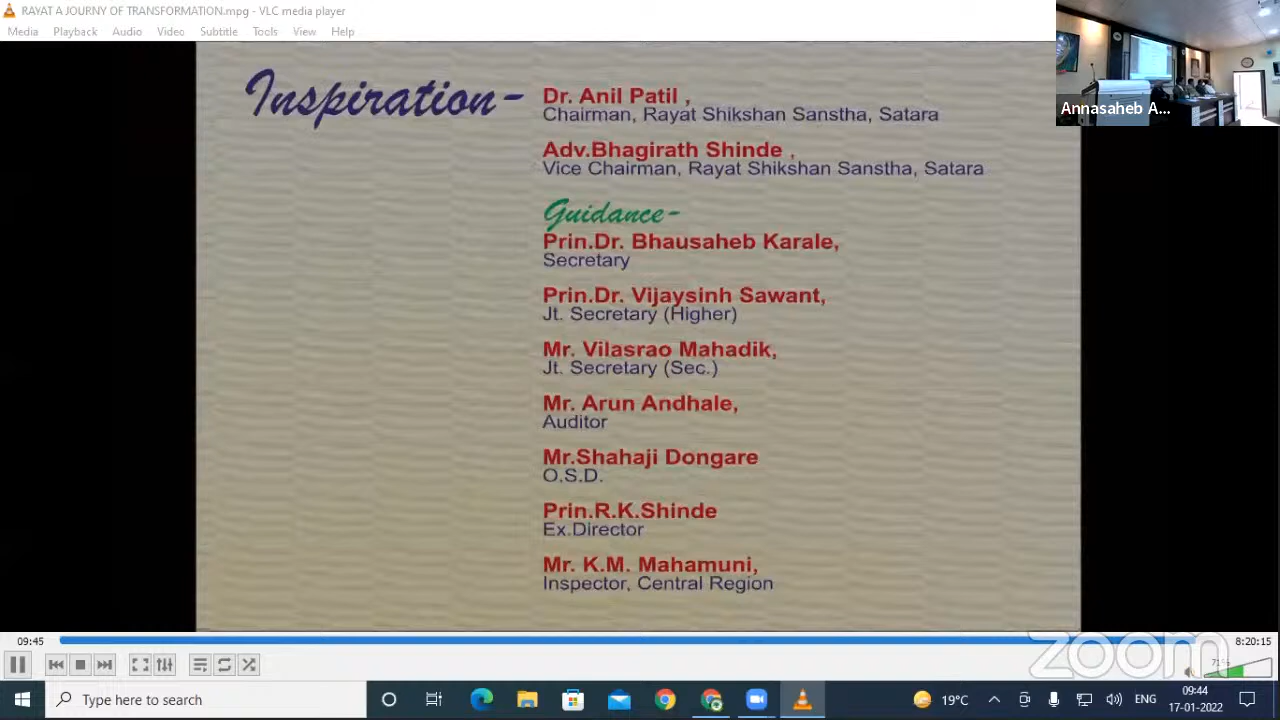 RAYAT A JOURNY OF TRANSFORMATION.mpg - VLC media player
Media Playback Audio Video Subtitle Tools View Help
Annasaheb A...
Inspiration-
Dr. Anil Patil ,
Chairman, Rayat Shikshan Sanstha, Satara
Adv.Bhagirath Shinde ,
Vice Chairman, Rayat Shikshan Sanstha, Satara
Guidance-
Prin.Dr. Bhausaheb Karale,
Secretary
Prin.Dr. Vijaysinh Sawant,
Jt. Secretary (Higher)
Mr. Vilasrao Mahadik,
Jt. Secretary (Sec.)
Mr. Arun Andhale,
Auditor
Mr.Shahaji Dongare
O.S.D.
Prin.R.K.Shinde
Ex.Director
Mr. K.M. Mahamuni,
Inspector, Central Region
09:45
8:20:15
zoom
71%
Type here to search
19°C
ENG
09:44
17-01-2022